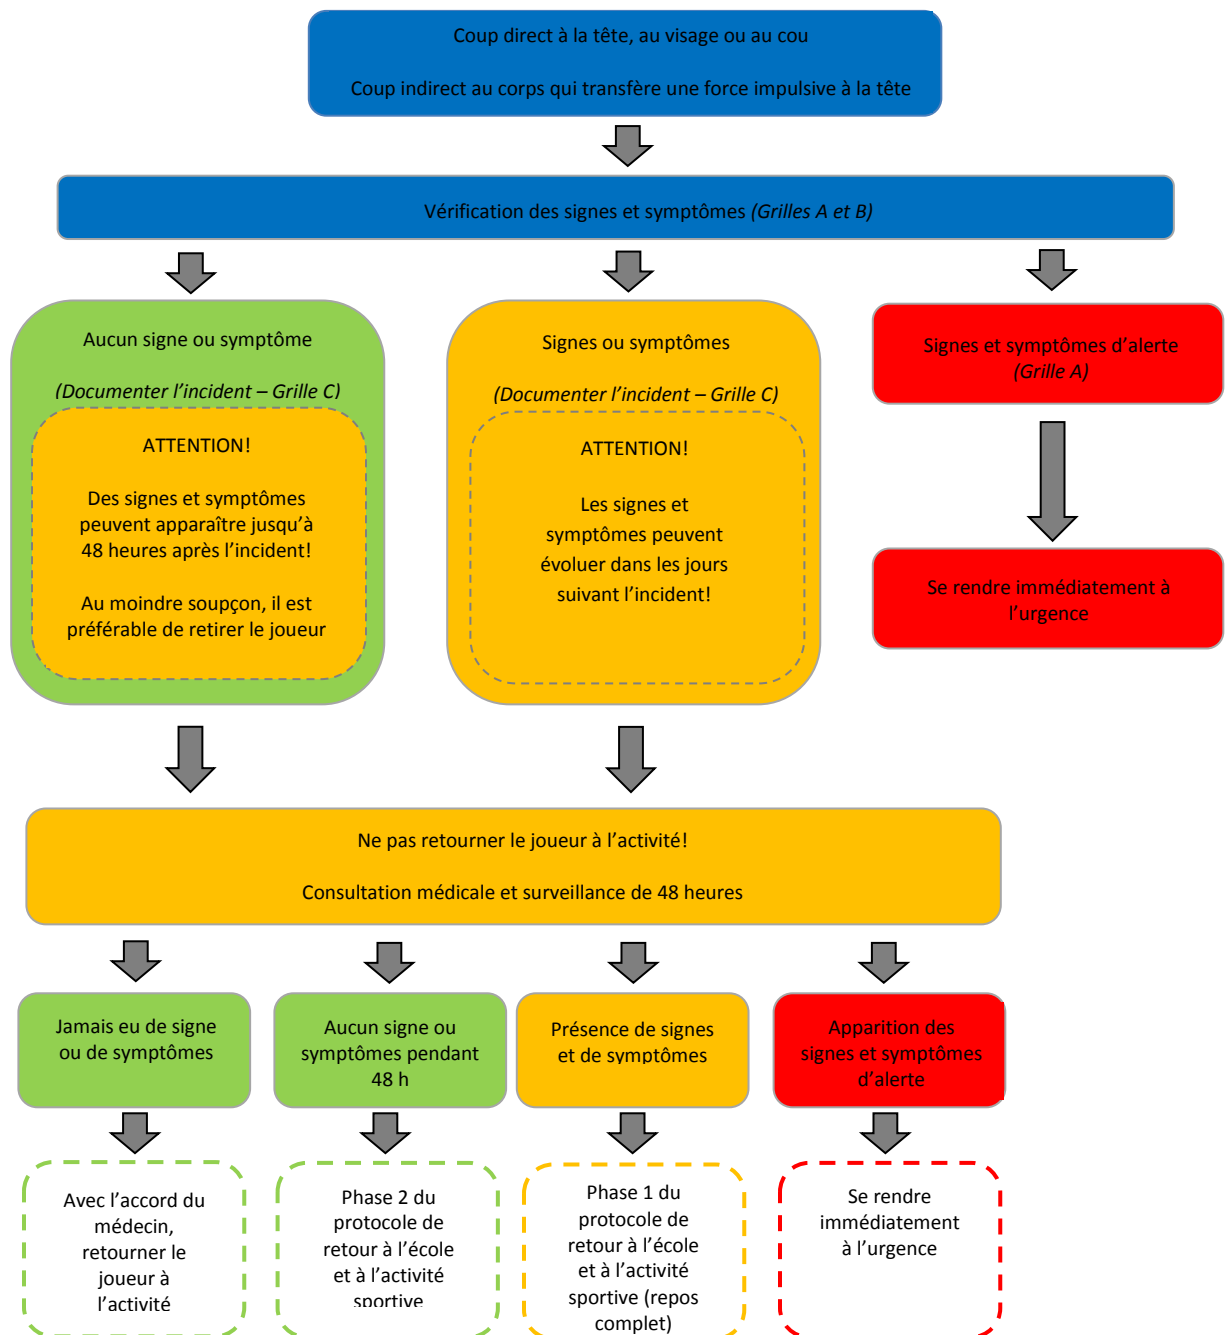 Coup direct à la tête, au visage ou au cou
Coup indirect au corps qui transfère une force impulsive à la tête
Vérification des signes et symptômes (Grilles A et B)
Aucun signe ou symptôme
(Documenter l’incident – Grille C)
ATTENTION!
Des signes et symptômes
peuvent apparaître jusqu’à
48 heures après l’incident!
Au moindre soupçon, il est
préférable de retirer le joueur
Signes ou symptômes
(Documenter l’incident – Grille C)
ATTENTION!
Les signes et
symptômes peuvent
évoluer dans les jours
suivant l’incident!
Signes et symptômes d’alerte
(Grille A)
Se rendre immédiatement à
l’urgence
Ne pas retourner le joueur à l’activité!
Consultation médicale et surveillance de 48 heures
Jamais eu de signe
ou de symptômes
Aucun signe ou
symptômes pendant
48 h
Présence de signes
et de symptômes
Apparition des
signes et symptômes
d’alerte
Avec l’accord du
médecin,
retourner le
joueur à
l’activité
Phase 2 du
protocole de
retour à l’école
et à l’activité
sportive
Phase 1 du
protocole de
retour à l’école
et à l’activité
sportive (repos
complet)
Se rendre
immédiatement
à l’urgence